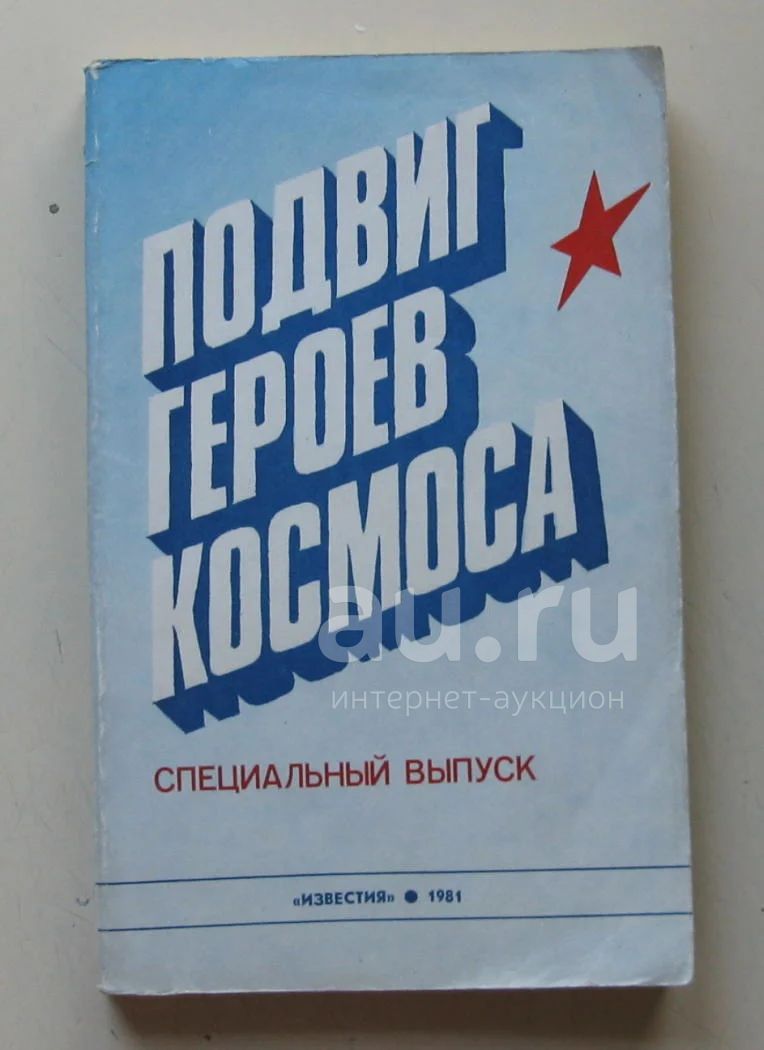 ПОДВИГ
ГЕРОЕВ
КОСМОСА
au.ru
интернет-аукцион
СПЕЦИАЛЬНЫЙ ВЫПУСК
«ИЗВЕСТИЯ» ● 1981